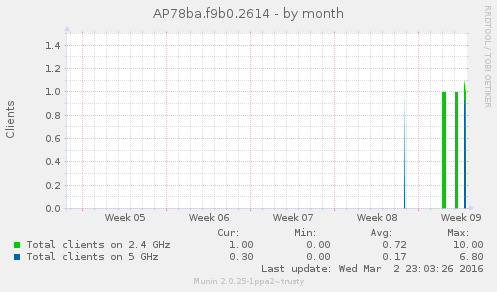 AP78ba.f9b0.2614 - by month
RRDTOOL / TOBI OETIKER
Clients
1.4
1.2
1.0
0.8
0.6
0.4
0.2
0.0
Week 05 Week 06 Week 07 Week 08 Week 09
Cur: Min: Avg: Max:
Total clients on 2.4 GHz 1.00 0.00 0.72 10.00
Total clients on 5 GHz 0.30 0.00 0.17 6.80
Last update: Wed Mar 2 23:03:26 2016
Munin 2.0.25-1ppa2~trusty